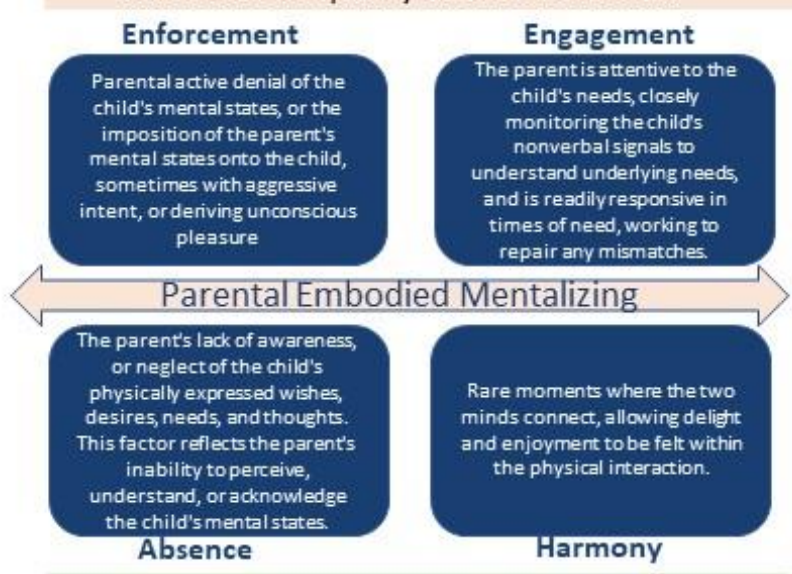 Enforcement
Parental active denial of the
child's mental states, or the
imposition of the parent's
mental states onto the child,
sometimes with aggressive
intent, or deriving unconscious
pleasure
Engagement
The parent is attentive to the
child's needs, closely
monitoring the child's
nonverbal signals to
understand underlying needs,
and is readily responsive in
times of need, working to
repair any mismatches.
Parental Embodied Mentalizing
The parent's lack of awareness,
or neglect of the child's
physically expressed wishes,
desires, needs, and thoughts.
This factor reflects the parent's
inability to perceive,
understand, or acknowledge
the child's mental states.
Absence
Rare moments where the two
minds connect, allowing delight
and enjoyment to be felt within
the physical interaction.
Harmony